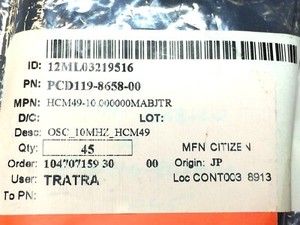 ID: 12ML03219516
PN: PCD119-8658-00
MPN: HCM49-10.000000MABJTR
D/C: LOT:
Desc: OSC_10MHZ_HCM49
Qty: 45 MFN CITIZEN
Order: 104707159 30 00 Origin: JP
User: TRATRA Loc CONT003 8913
To PN: